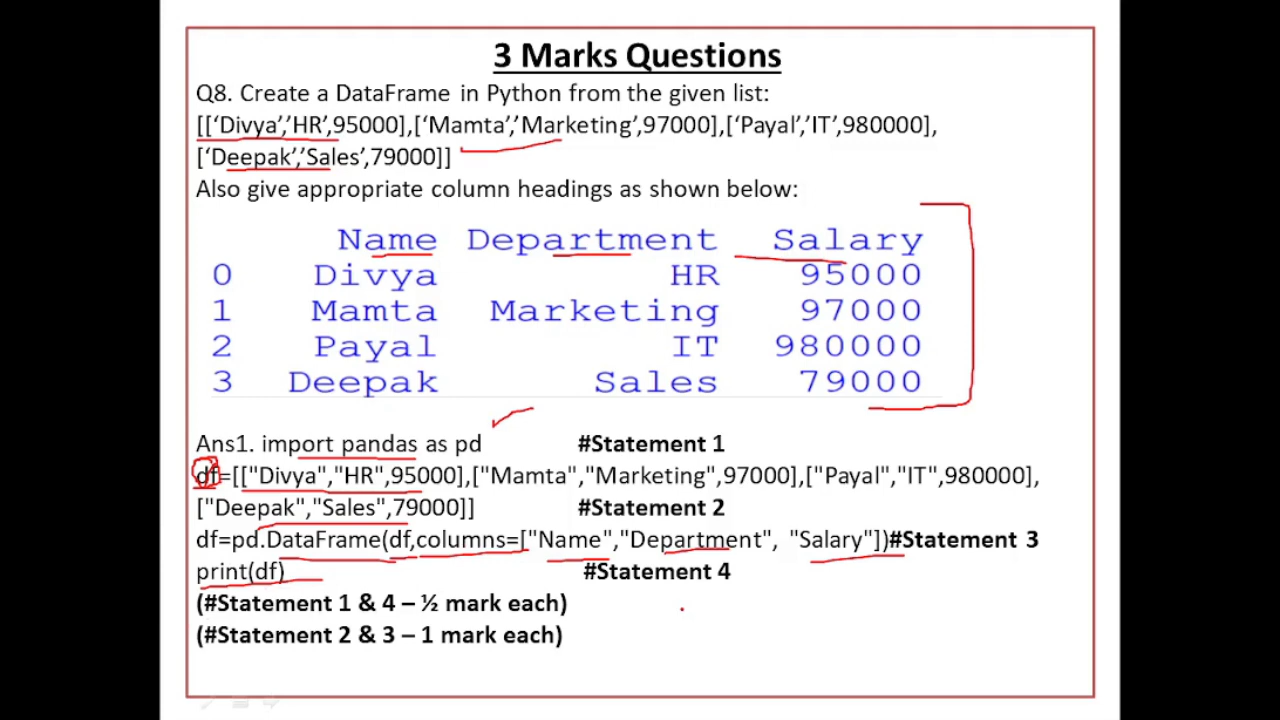 3 Marks Questions
Q8. Create a DataFrame in Python from the given list:
[[‘Divya’,’HR’,95000],[‘Mamta’,’Marketing’,97000],[‘Payal’,’IT’,980000],
[‘Deepak’,’Sales’,79000]]
Also give appropriate column headings as shown below:
Name Department Salary
0 Divya HR 95000
1 Mamta Marketing 97000
2 Payal IT 980000
3 Deepak Sales 79000
Ans1. import pandas as pd #Statement 1
df=[["Divya","HR",95000],["Mamta","Marketing",97000],["Payal","IT",980000],
["Deepak","Sales",79000]] #Statement 2
df=pd.DataFrame(df,columns=["Name","Department", "Salary"])#Statement 3
print(df) #Statement 4
(#Statement 1 & 4 – ½ mark each)
(#Statement 2 & 3 – 1 mark each)